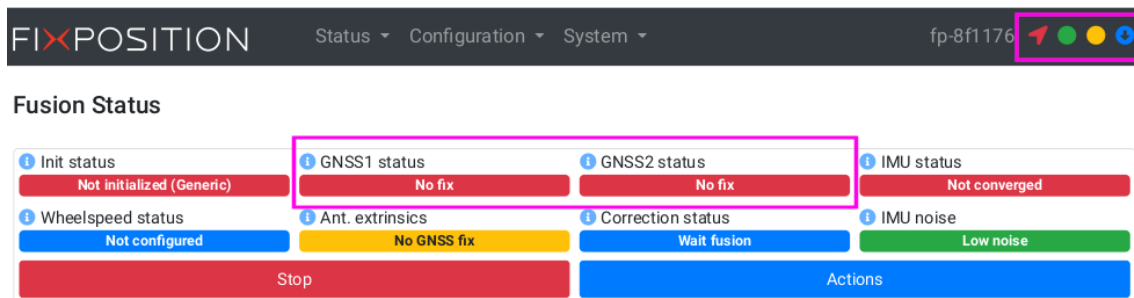 FIXPOSITION Status Configuration System fp-8f1176
Fusion Status
Init status GNSS1 status GNSS2 status IMU status
Not initialized (Generic) No fix No fix Not converged
Wheelspeed status Ant. extrinsics Correction status IMU noise
Not configured No GNSS fix Wait fusion Low noise
Stop Actions